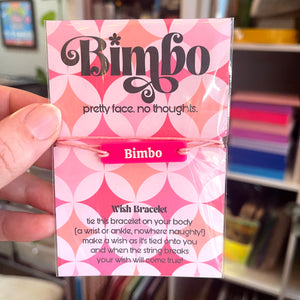 Bimbo
pretty face. no thoughts.
Bimbo
Wish Bracelet
tie this bracelet on your body
(a wrist or ankle, nowhere naughty!)
make a wish as it's tied onto you
and when the string breaks
your wish will come true!